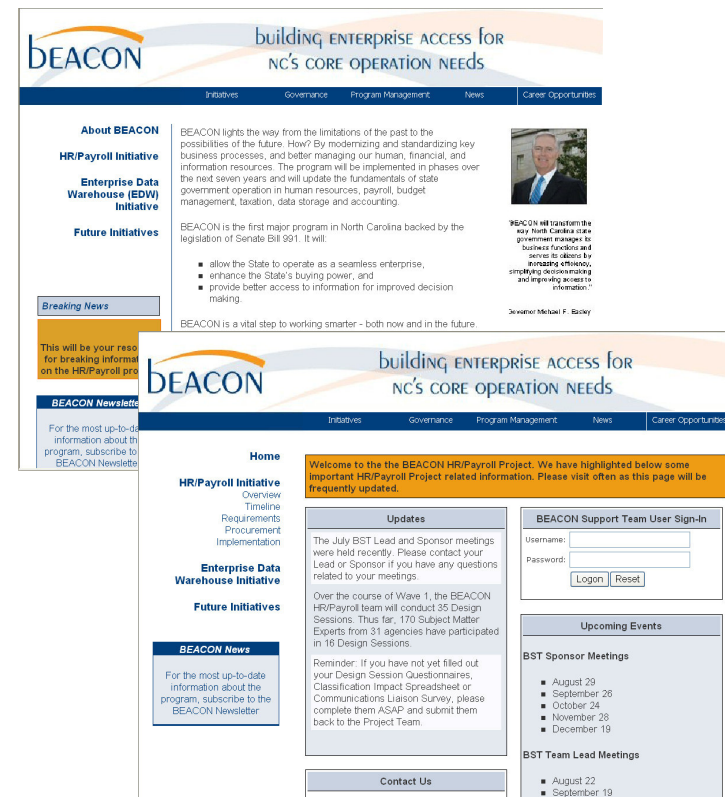 bEACON
building enterprise access for
nc's core operation needs
Initiatives Governance Program Management News Career Opportunities
About BEACON
HR/Payroll Initiative
Enterprise Data
Warehouse (EDW)
Initiative
Future Initiatives
BEACON lights the way from the limitations of the past to the
possibilities of the future. How? By modernizing and standardizing key
business processes, and better managing our human, financial, and
information resources. The program will be implemented in phases over
the next seven years and will update the fundamentals of state
government operation in human resources, payroll, budget
management, taxation, data storage and accounting.
BEACON is the first major program in North Carolina backed by the
legislation of Senate Bill 991. It will:
allow the State to operate as a seamless enterprise,
enhance the State's buying power, and
provide better access to information for improved decision
making.
BEACON is a vital step to working smarter - both now and in the future.
"BEACON will transform the
way North Carolina state
government manages its
business functions and
serves its citizens by
increasing efficiency,
simplifying decision making
and improving access to
information."
Governor Michael F. Easley
Breaking News
This will be your reso
for breaking informat
on the HR/Payroll pro
BEACON Newslette
For the most up-to-da
information about th
program, subscribe to
BEACON Newslette
bEACON
building enterprise access for
nc's core operation needs
Initiatives Governance Program Management News Career Opportunities
Home
HR/Payroll Initiative
Overview
Timeline
Requirements
Procurement
Implementation
Enterprise Data
Warehouse Initiative
Future Initiatives
BEACON News
For the most up-to-date
information about the
program, subscribe to the
BEACON Newsletter
Welcome to the the BEACON HR/Payroll Project. We have highlighted below some
important HR/Payroll Project related information. Please visit often as this page will be
frequently updated.
Updates
The July BST Lead and Sponsor meetings
were held recently. Please contact your
Lead or Sponsor if you have any questions
related to your meetings.
Over the course of Wave 1, the BEACON
HR/Payroll team will conduct 35 Design
Sessions. Thus far, 170 Subject Matter
Experts from 31 agencies have participated
in 16 Design Sessions.
Reminder: If you have not yet filled out
your Design Session Questionnaires,
Classification Impact Spreadsheet or
Communications Liaison Survey, please
complete them ASAP and submit them
back to the Project Team.
Contact Us
BEACON Support Team User Sign-In
Username:
Password:
Logon Reset
Upcoming Events
BST Sponsor Meetings
August 29
September 26
October 24
November 28
December 19
BST Team Lead Meetings
August 22
September 19